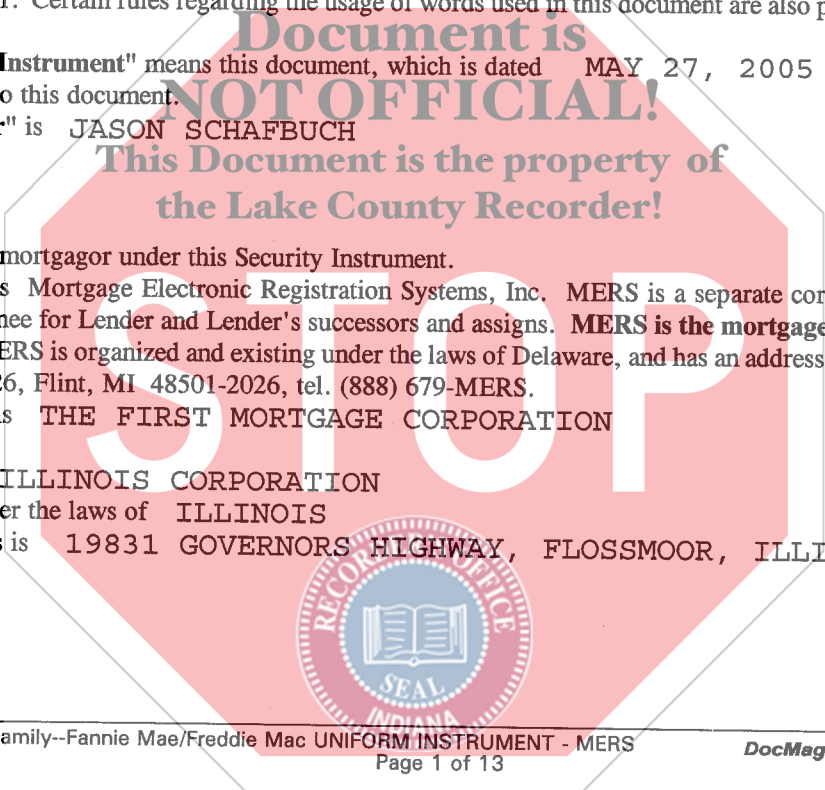 1. Certain rules regarding the usage of words used in this document are also p
Document is
Instrument" means this document, which is dated MAY 27, 2005
o this document.
NOT OFFICIAL!
r" is JASON SCHAFBUCH
This Document is the property of
the Lake County Recorder!
mortgagor under this Security Instrument.
s Mortgage Electronic Registration Systems, Inc. MERS is a separate cor
nee for Lender and Lender's successors and assigns. MERS is the mortgage
ERS is organized and existing under the laws of Delaware, and has an address
26, Flint, MI 48501-2026, tel. (888) 679-MERS.
s THE FIRST MORTGAGE CORPORATION
STOP
ILLINOIS CORPORATION
er the laws of ILLINOIS
s is 19831 GOVERNORS HIGHWAY, FLOSSMOOR, ILLI
RECORDER'S OFFICE
SEAL
INDIANA
amily--Fannie Mae/Freddie Mac UNIFORM INSTRUMENT - MERS
DocMag
Page 1 of 13